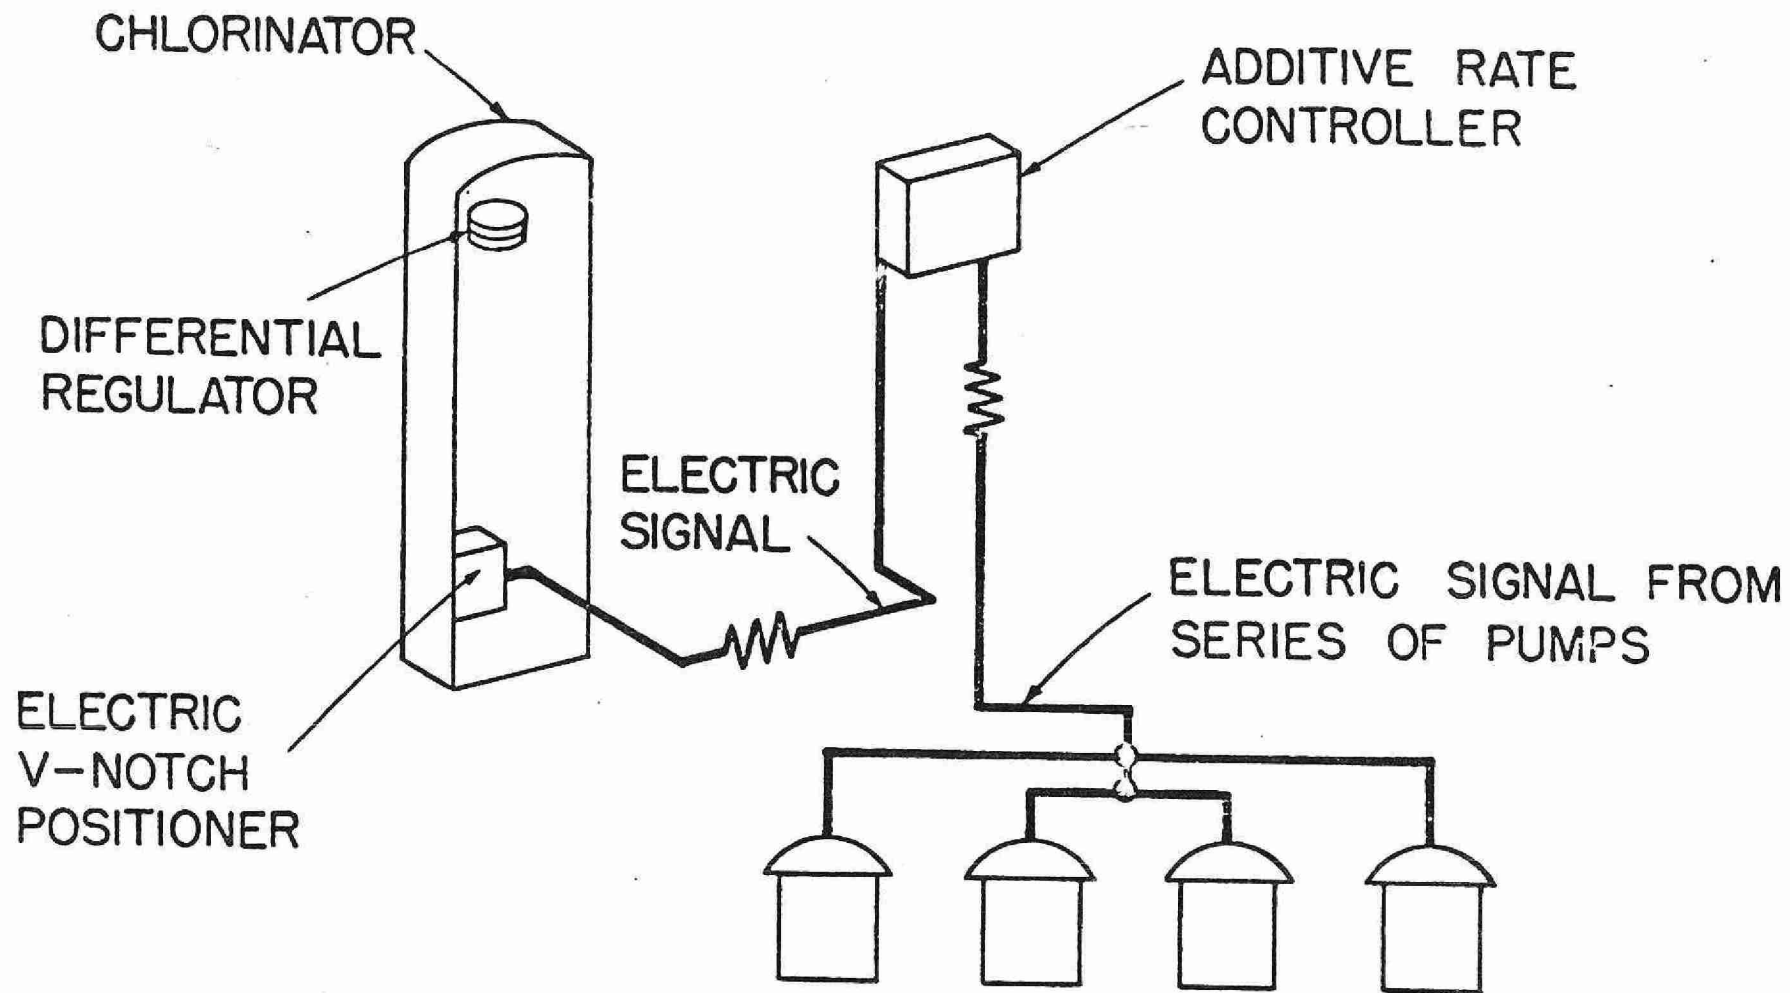 CHLORINATOR
ADDITIVE RATE
CONTROLLER
DIFFERENTIAL
REGULATOR
ELECTRIC
SIGNAL
ELECTRIC SIGNAL FROM
SERIES OF PUMPS
ELECTRIC
V-NOTCH
POSITIONER